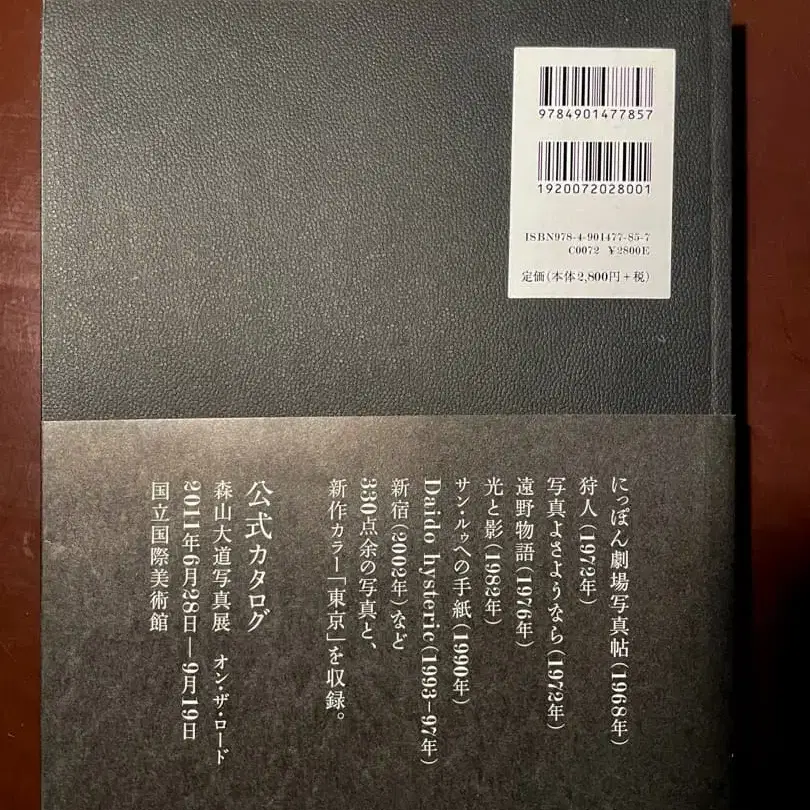 9784901477857
1920072028001
ISBN978-4-901477-85-7
C0072 ¥2800E
定価(本体2,800円+税)
にっぽん劇場写真帖(1968年)
狩人(1972年)
写真よさようなら(1972年)
遠野物語(1976年)
光と影(1982年)
サン・ルゥへの手紙(1990年)
Daido hysteric(1993–97年)
新宿(2002年)など
330点余の写真と、
新作カラー「東京」を収録。
公式カタログ
森山大道写真展 オン・ザ・ロード
2011年6月28日—9月19日
国立国際美術館